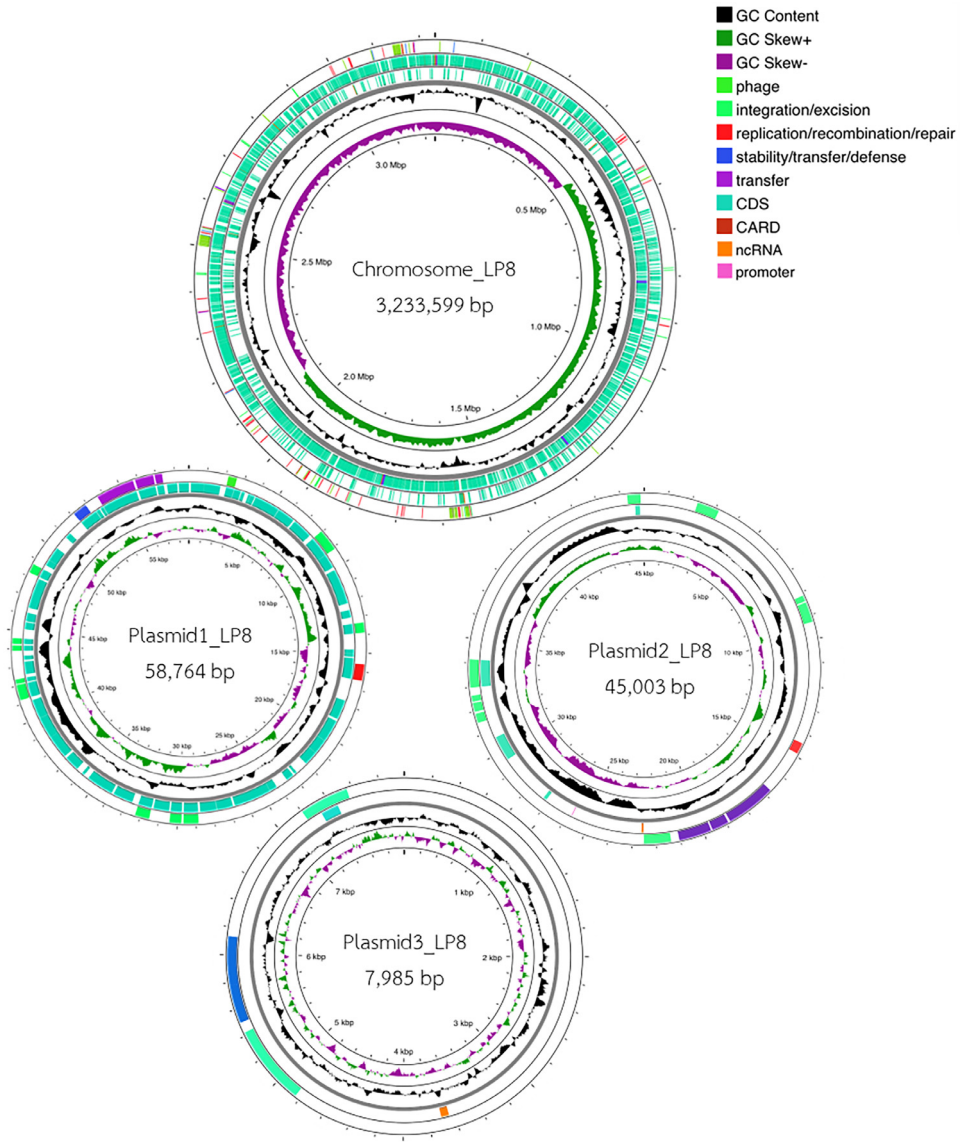 GC Content
GC Skew+
GC Skew-
phage
integration/excision
replication/recombination/repair
stability/transfer/defense
transfer
CDS
CARD
ncRNA
promoter
3.0 Mbp
0.5 Mbp
2.5 Mbp
Chromosome_LP8
3,233,599 bp
1.0 Mbp
2.0 Mbp
1.5 Mbp
55 kbp
5 kbp
50 kbp
10 kbp
45 kbp
Plasmid1_LP8
15 kbp
58,764 bp
40 kbp
20 kbp
35 kbp
25 kbp
30 kbp
45 kbp
40 kbp
5 kbp
35 kbp
Plasmid2_LP8
10 kbp
45,003 bp
30 kbp
15 kbp
25 kbp
20 kbp
7 kbp
1 kbp
Plasmid3_LP8
6 kbp
2 kbp
7,985 bp
5 kbp
3 kbp
4 kbp